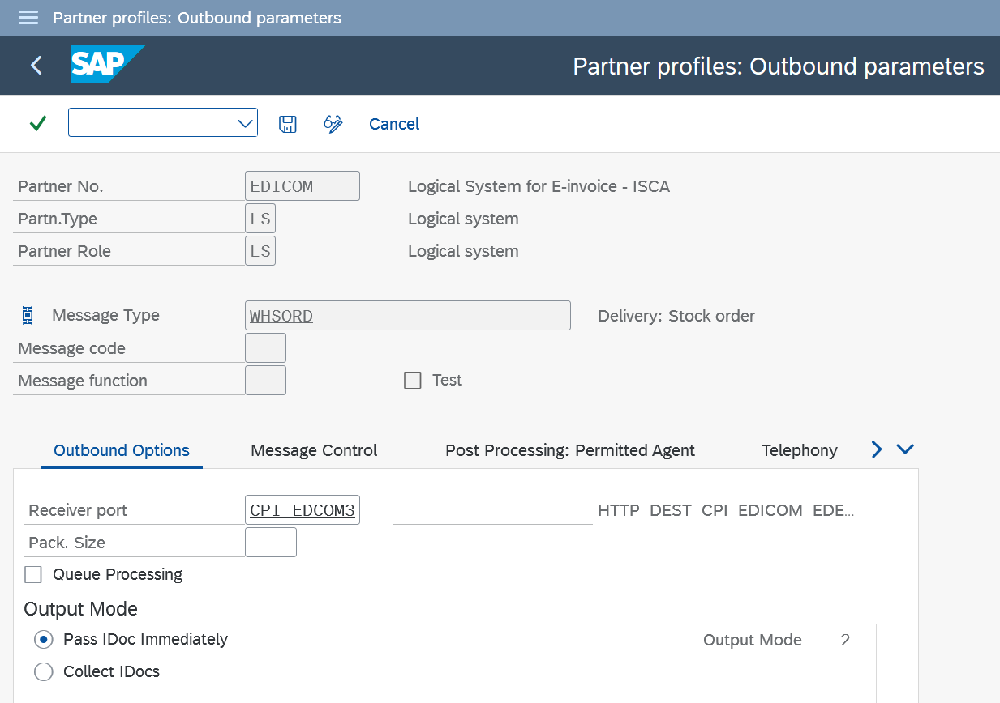 Partner profiles: Outbound parameters
SAP Partner profiles: Outbound parameters
Cancel
Partner No. EDICOM Logical System for E-invoice - ISCA
Partn.Type LS Logical system
Partner Role LS Logical system
Message Type WHSORD Delivery: Stock order
Message code
Message function Test
Outbound Options Message Control Post Processing: Permitted Agent Telephony
Receiver port CPI_EDCOM3 HTTP_DEST_CPI_EDICOM_EDE...
Pack. Size
Queue Processing
Output Mode
Pass IDoc Immediately Output Mode 2
Collect IDocs